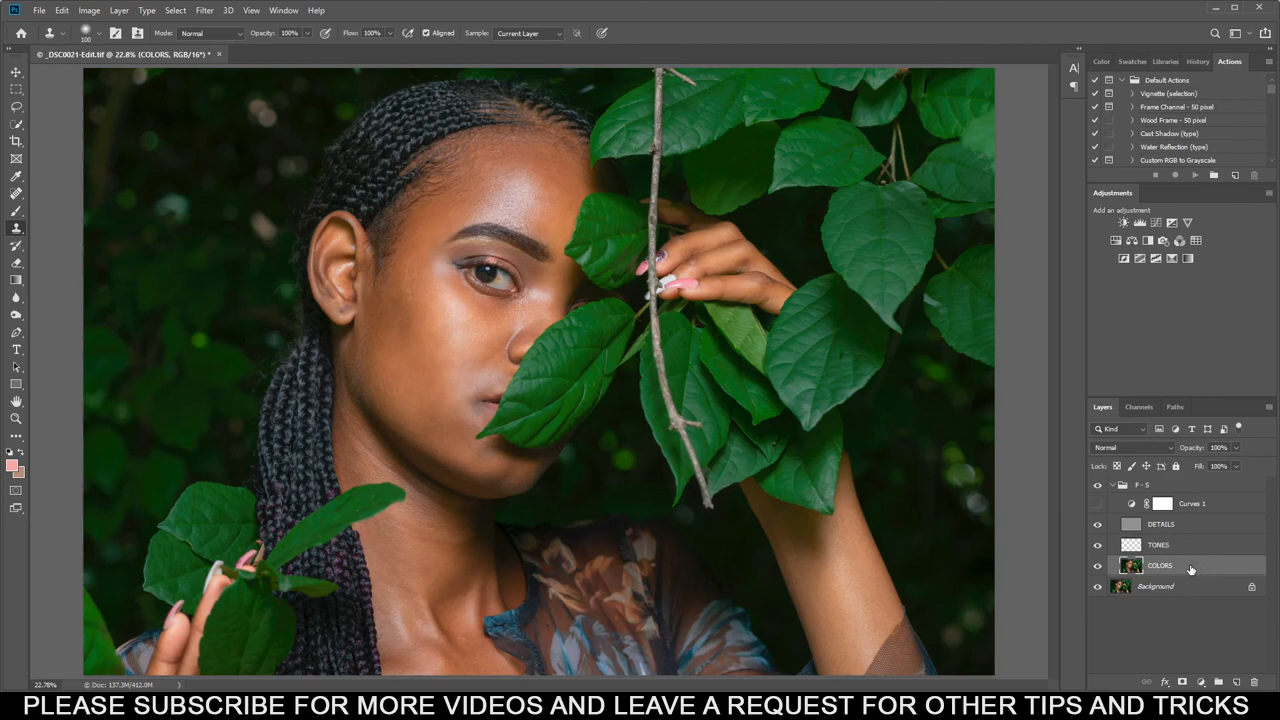 Ps File Edit Image Layer Type Select Filter 3D View Window Help
100 Mode: Normal Opacity: 100% Flow: 100% Aligned Sample: Current Layer
© _DSC0021-Edit.tif @ 22.8% (COLORS, RGB/16*) * ×
Color Swatches Libraries History Actions
Default Actions
Vignette (selection)
Frame Channel - 50 pixel
Wood Frame - 50 pixel
Cast Shadow (type)
Water Reflection (type)
Custom RGB to Grayscale
Adjustments
Add an adjustment
Layers Channels Paths
Kind
Normal Opacity: 100%
Lock: Fill: 100%
F - S
Curves 1
DETAILS
TONES
COLORS
Background
22.78% Doc: 137.3M/412.0M
PLEASE SUBSCRIBE FOR MORE VIDEOS AND LEAVE A REQUEST FOR OTHER TIPS AND TRICKS